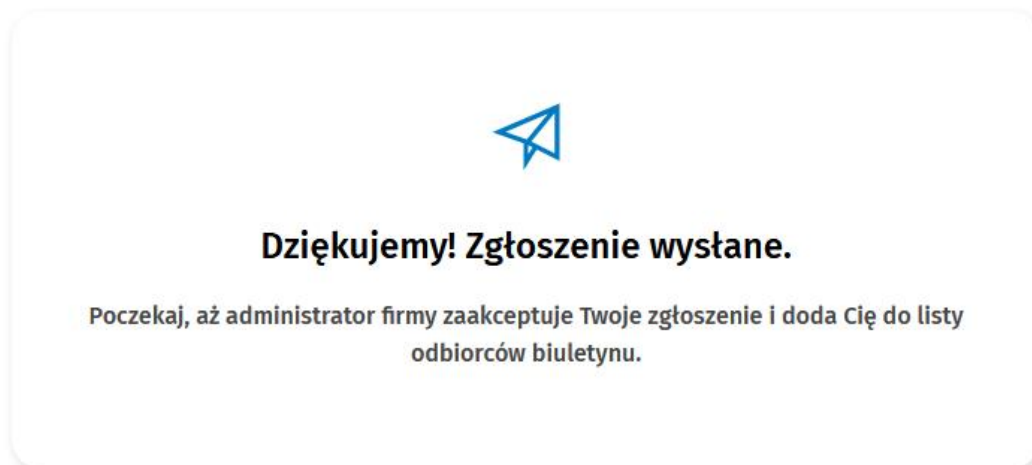 Dziękujemy! Zgłoszenie wysłane.
Poczekaj, aż administrator firmy zaakceptuje Twoje zgłoszenie i doda Cię do listy
odbiorców biuletynu.